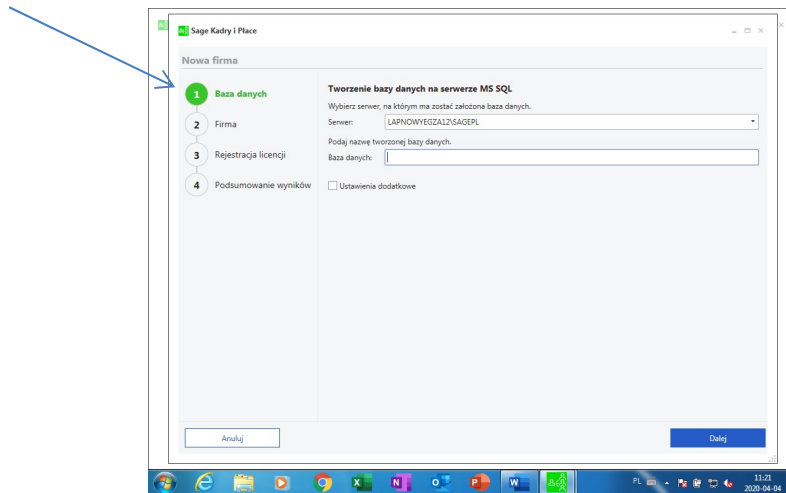 Sage Kadry i Płace
Nowa firma
1 Baza danych
2 Firma
3 Rejestracja licencji
4 Podsumowanie wyników
Tworzenie bazy danych na serwerze MS SQL
Wybierz serwer, na którym ma zostać założona baza danych.
Serwer: LAPNOWYEGZA12\SAGEPL
Podaj nazwę tworzonej bazy danych.
Baza danych:
Ustawienia dodatkowe
Anuluj
Dalej
PL
11:21
2020-04-04